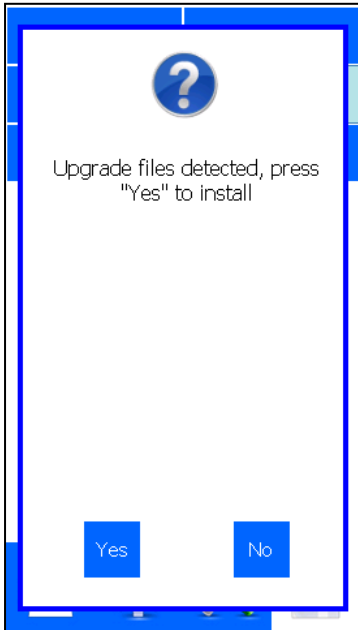 ?
Upgrade files detected, press
"Yes" to install
Yes No